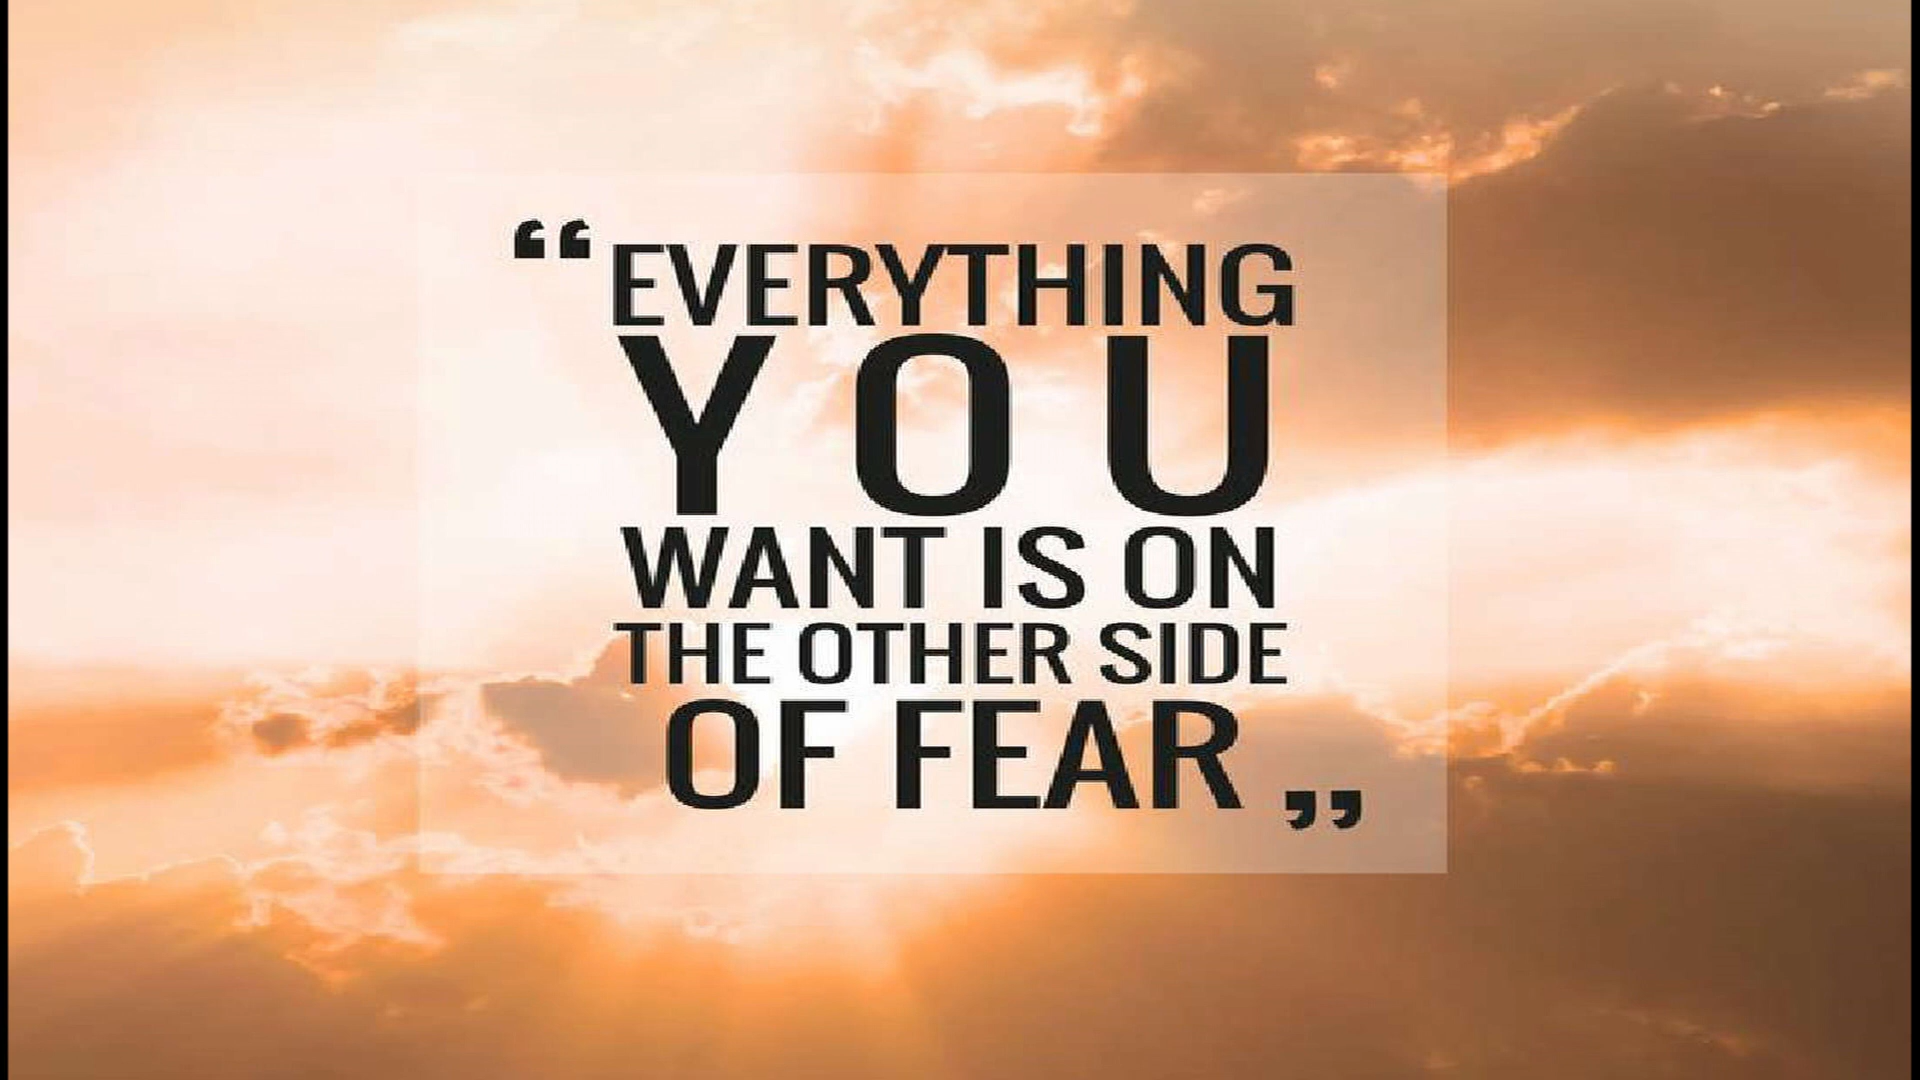 “EVERYTHING
YOU
WANT IS ON
THE OTHER SIDE
OF FEAR”